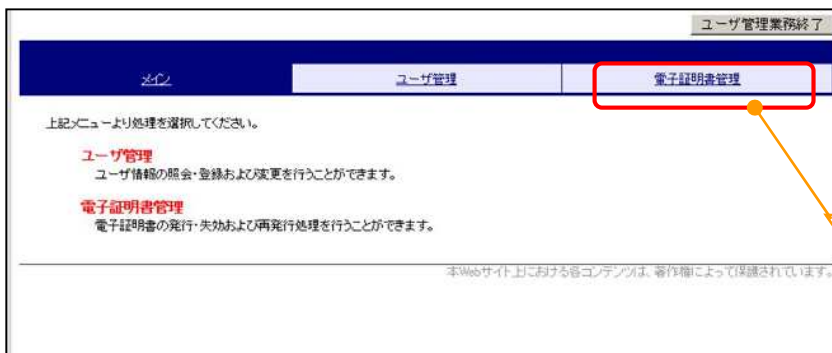 ユーザ管理業務終了
メイン
ユーザ管理
電子証明書管理
上記メニューより処理を選択してください。
ユーザ管理
ユーザ情報の照会・登録および変更を行うことができます。
電子証明書管理
電子証明書の発行・失効および再発行処理を行うことができます。
本Webサイト上における各コンテンツは、著作権によって保護されています。